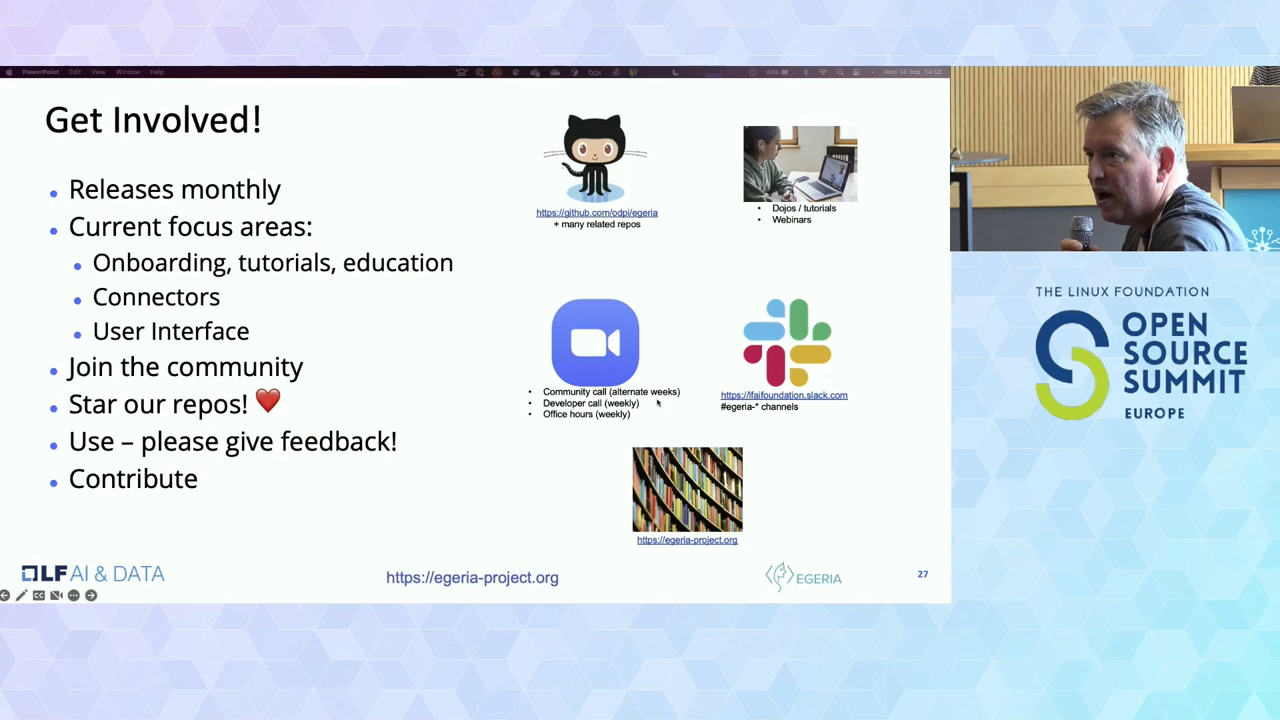 PowerPoint Edit View Window Help
box
64%
Wed 14 Sep, 14:58
Get Involved!
• Releases monthly
• Current focus areas:
• Onboarding, tutorials, education
• Connectors
• User Interface
• Join the community
• Star our repos! ❤️
• Use – please give feedback!
• Contribute
https://github.com/odpi/egeria
+ many related repos
• Dojos / tutorials
• Webinars
• Community call (alternate weeks)
• Developer call (weekly)
• Office hours (weekly)
https://lfaifoundation.slack.com
#egeria-* channels
https://egeria-project.org
LF AI & DATA
https://egeria-project.org
EGERIA
27
THE LINUX FOUNDATION
OPEN
SOURCE
SUMMIT
EUROPE